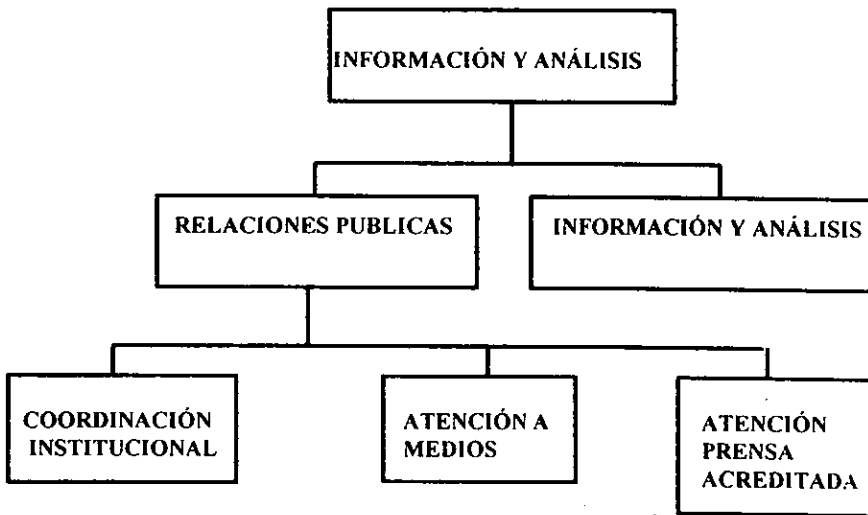 INFORMACIÓN Y ANÁLISIS
RELACIONES PUBLICAS
INFORMACIÓN Y ANÁLISIS
COORDINACIÓN
INSTITUCIONAL
ATENCIÓN A
MEDIOS
ATENCIÓN
PRENSA
ACREDITADA